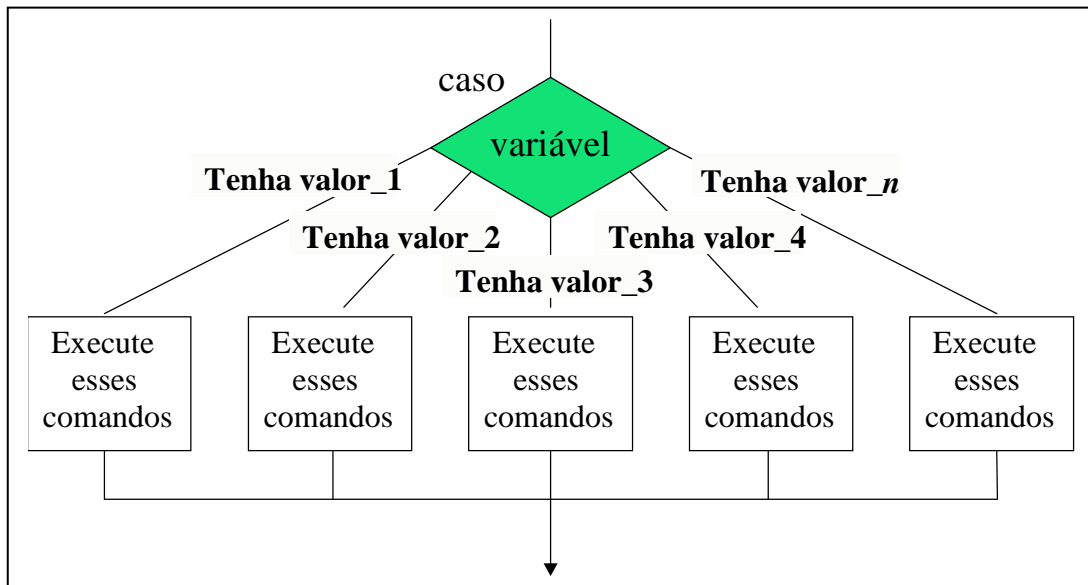 caso
variável
Tenha valor_1
Tenha valor_n
Tenha valor_2
Tenha valor_4
Tenha valor_3
Execute
esses
comandos
Execute
esses
comandos
Execute
esses
comandos
Execute
esses
comandos
Execute
esses
comandos